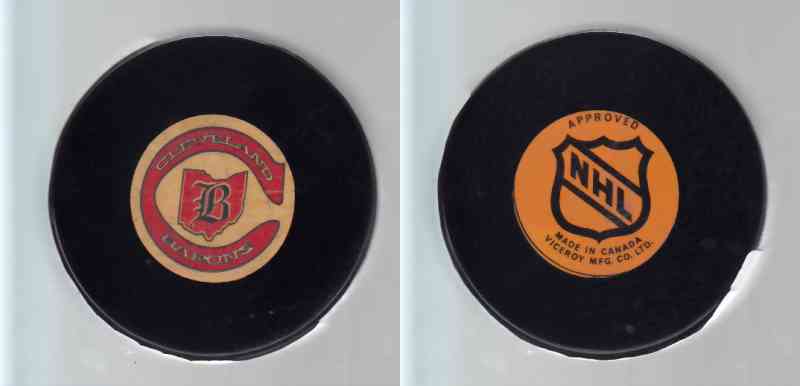 CLEVELAND
B
BARONS
APPROVED
NHL
MADE IN CANADA
VICEROY MFG. CO. LTD.